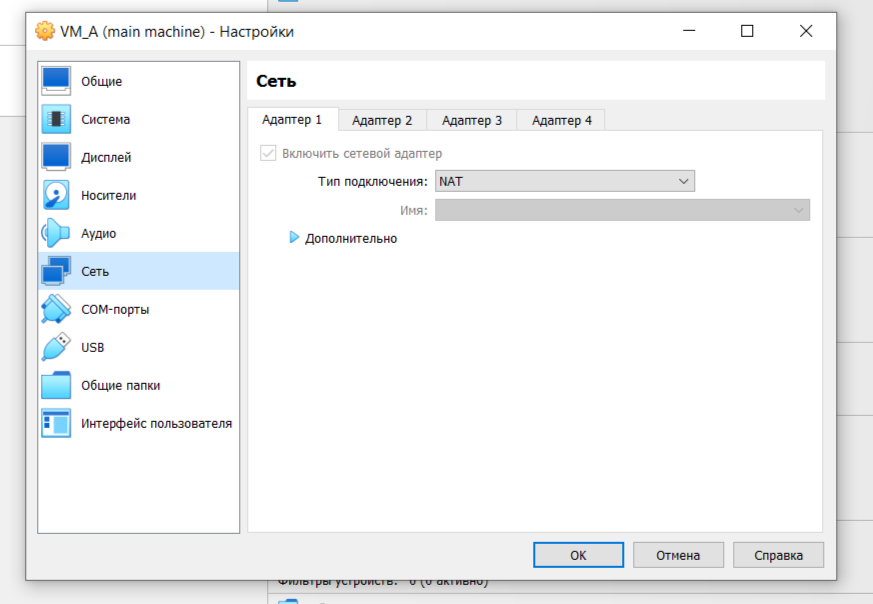 VM_A (main machine) - Настройки
Общие
Система
Дисплей
Носители
Аудио
Сеть
COM-порты
USB
Общие папки
Интерфейс пользователя
Сеть
Адаптер 1 Адаптер 2 Адаптер 3 Адаптер 4
Включить сетевой адаптер
Тип подключения: NAT
Имя:
Дополнительно
ОК Отмена Справка
Фильтры устройств: 0 (0 активно)